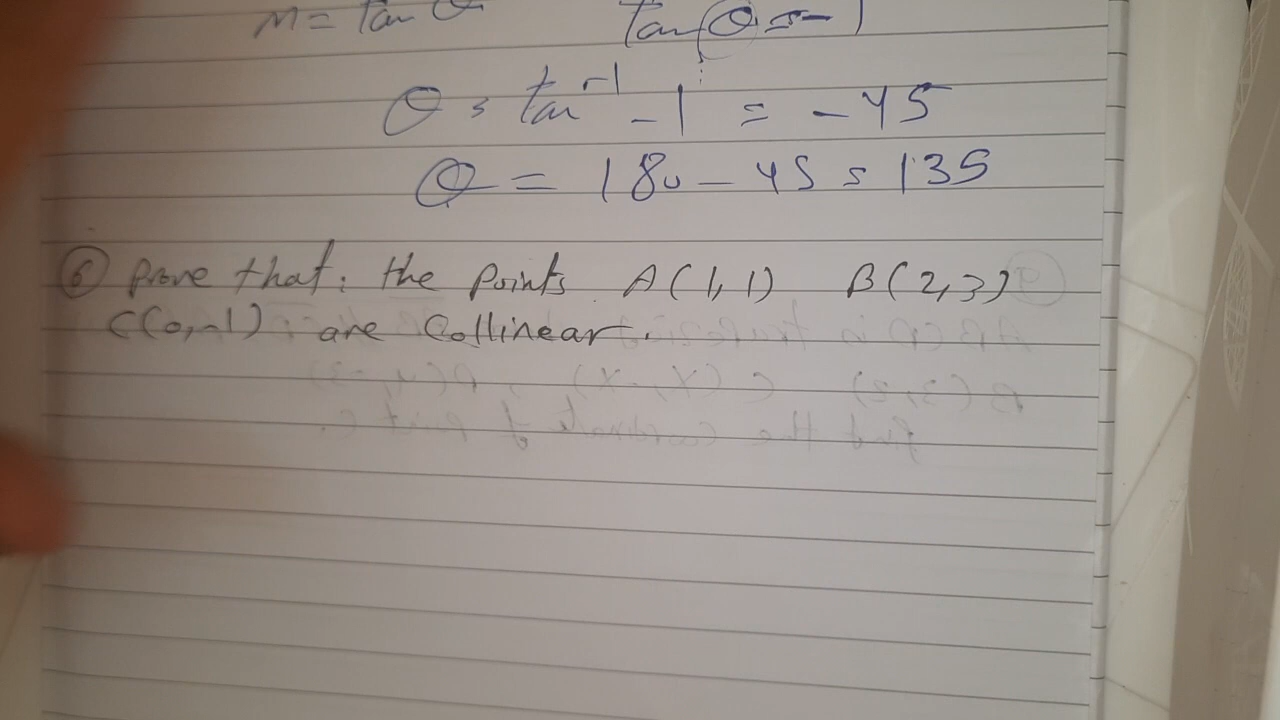 M = tan θ tan θ = -1
θ = tan⁻¹ -1 = -45
θ = 180 - 45 = 135
⑥ Prove that: the points A(1,1) B(2,3)
C(0,-1) are Collinear.